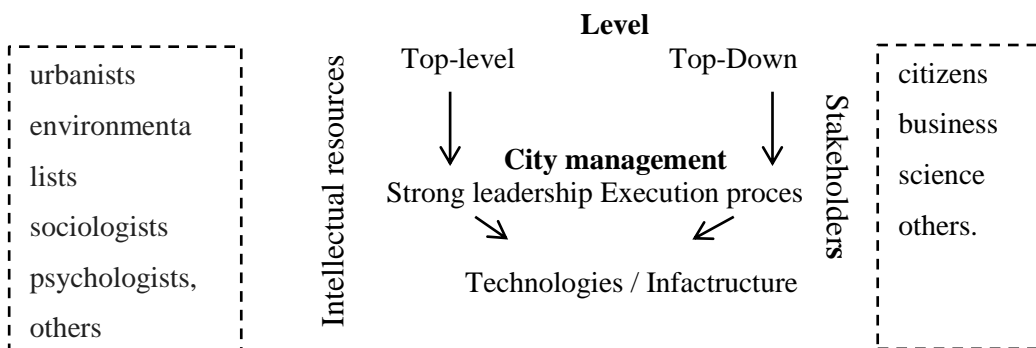 urbanists
environmenta
lists
sociologists
psychologists,
others
Intellectual resources
Level
Top-level Top-Down
City management
Strong leadership Execution proces
Technologies / Infactructure
Stakeholders
citizens
business
science
others.